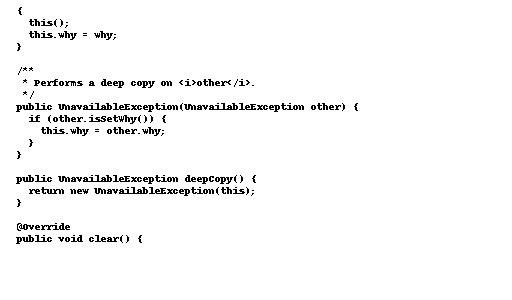 {
  this();
  this.why = why;
}

/**
 * Performs a deep copy on <i>other</i>.
 */
public UnavailableException(UnavailableException other) {
  if (other.isSetWhy()) {
    this.why = other.why;
  }
}

public UnavailableException deepCopy() {
  return new UnavailableException(this);
}

@Override
public void clear() {